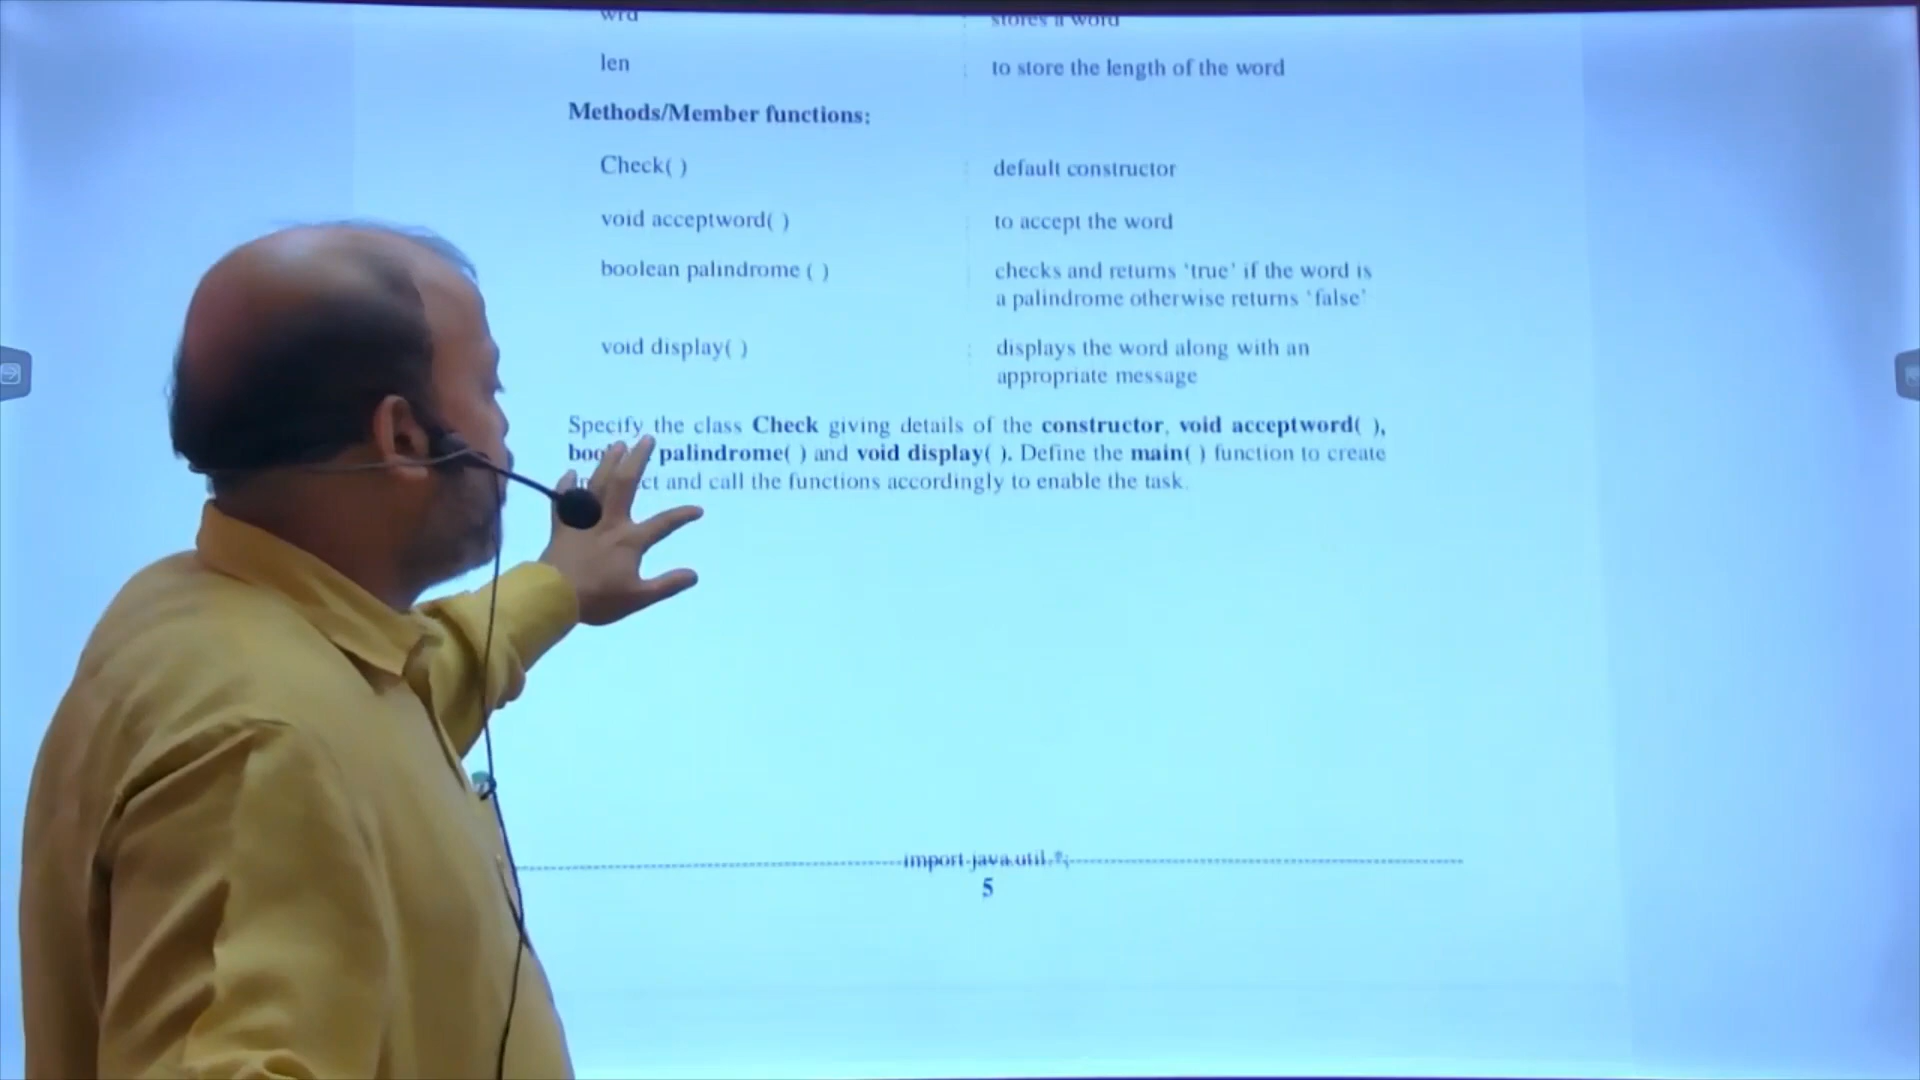 wrd : stores a word
len : to store the length of the word
Methods/Member functions:
Check( ) : default constructor
void acceptword( ) : to accept the word
boolean palindrome ( ) : checks and returns ‘true’ if the word is
a palindrome otherwise returns ‘false’
void display( ) : displays the word along with an
appropriate message
Specify the class Check giving details of the constructor, void acceptword( ),
palindrome( ) and void display( ). Define the main( ) function to create
and call the functions accordingly to enable the task.
import java.util.*;
5